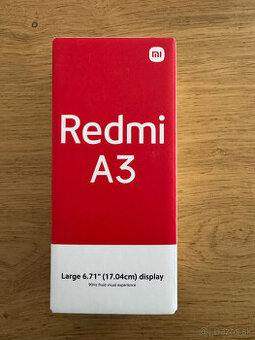 mi
Redmi
A3
Large 6.71" (17.04cm) display
90Hz fluid visual experience